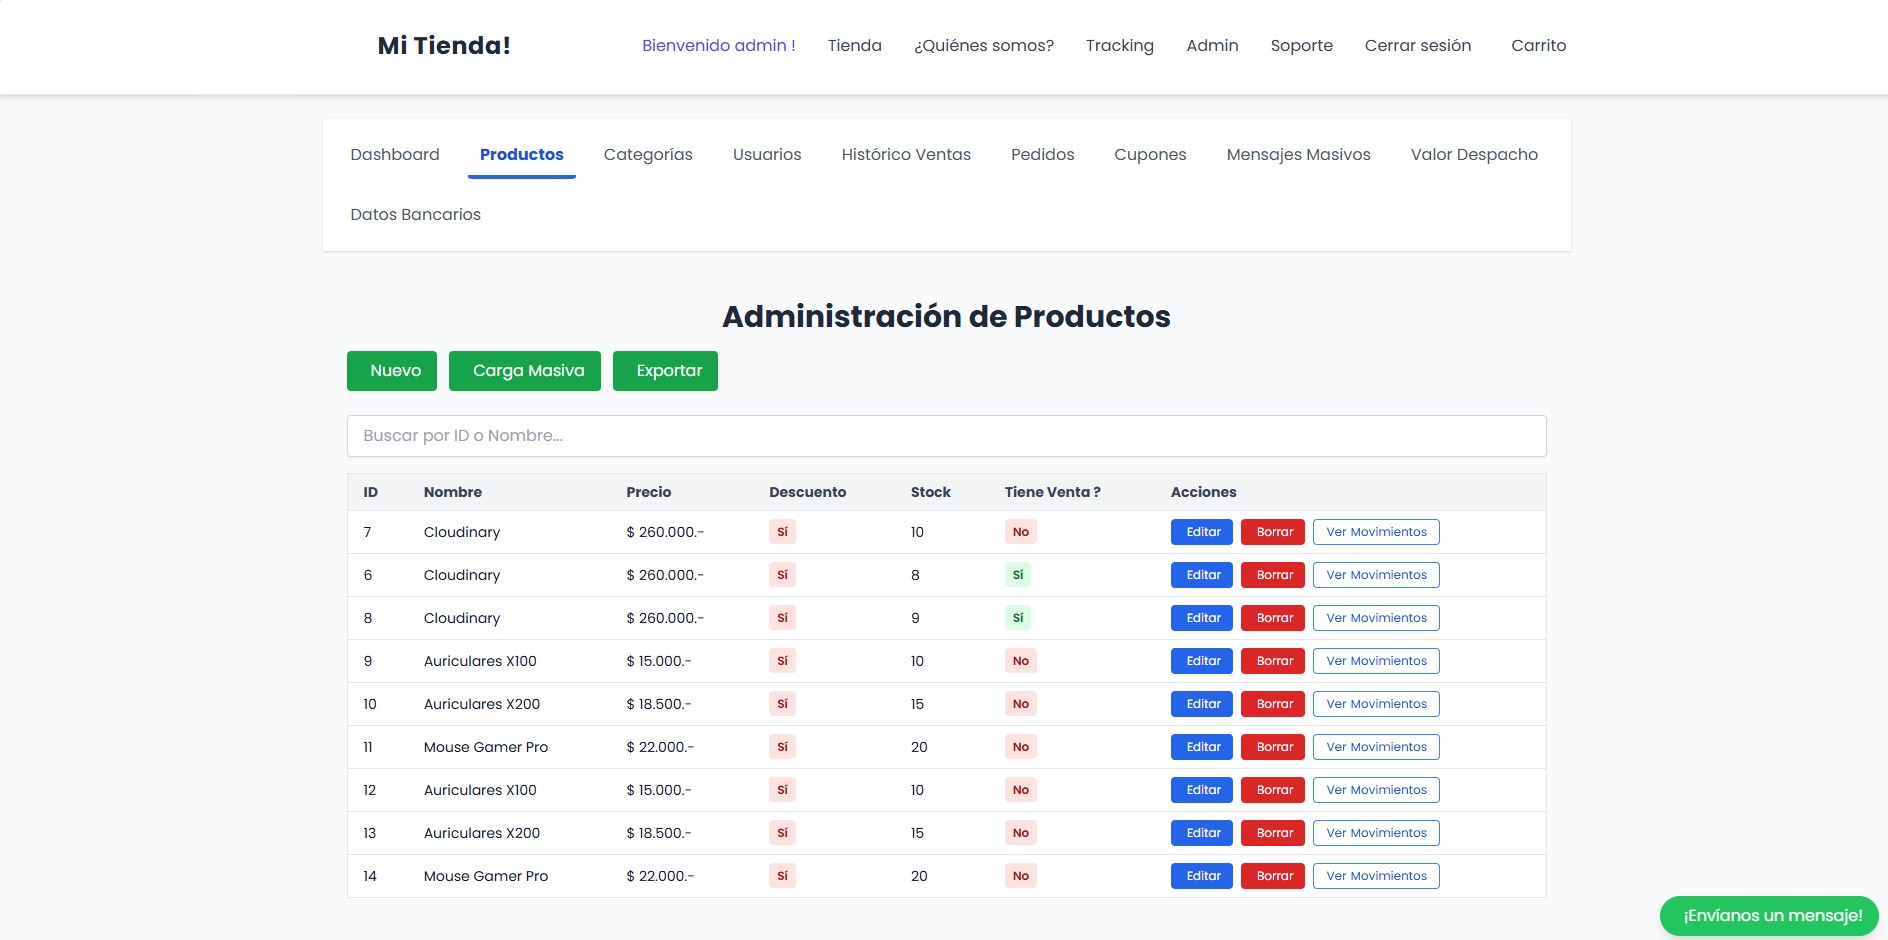 Mi Tienda! Bienvenido admin ! Tienda ¿Quiénes somos? Tracking Admin Soporte Cerrar sesión Carrito
Dashboard Productos Categorías Usuarios Histórico Ventas Pedidos Cupones Mensajes Masivos Valor Despacho
Datos Bancarios
Administración de Productos
Nuevo Carga Masiva Exportar
Buscar por ID o Nombre...
ID Nombre Precio Descuento Stock Tiene Venta ? Acciones
7 Cloudinary $ 260.000.- Sí 10 No Editar Borrar Ver Movimientos
6 Cloudinary $ 260.000.- Sí 8 Sí Editar Borrar Ver Movimientos
8 Cloudinary $ 260.000.- Sí 9 Sí Editar Borrar Ver Movimientos
9 Auriculares X100 $ 15.000.- Sí 10 No Editar Borrar Ver Movimientos
10 Auriculares X200 $ 18.500.- Sí 15 No Editar Borrar Ver Movimientos
11 Mouse Gamer Pro $ 22.000.- Sí 20 No Editar Borrar Ver Movimientos
12 Auriculares X100 $ 15.000.- Sí 10 No Editar Borrar Ver Movimientos
13 Auriculares X200 $ 18.500.- Sí 15 No Editar Borrar Ver Movimientos
14 Mouse Gamer Pro $ 22.000.- Sí 20 No Editar Borrar Ver Movimientos
¡Envíanos un mensaje!